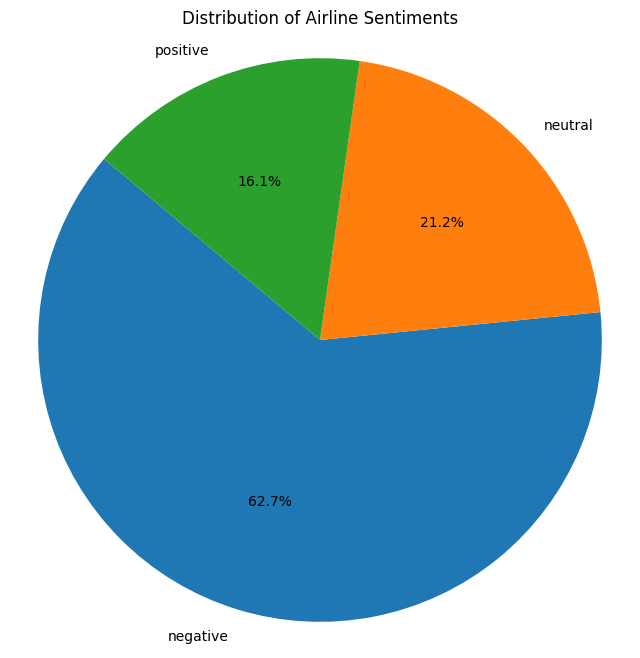 Distribution of Airline Sentiments
positive
neutral
16.1%
21.2%
62.7%
negative